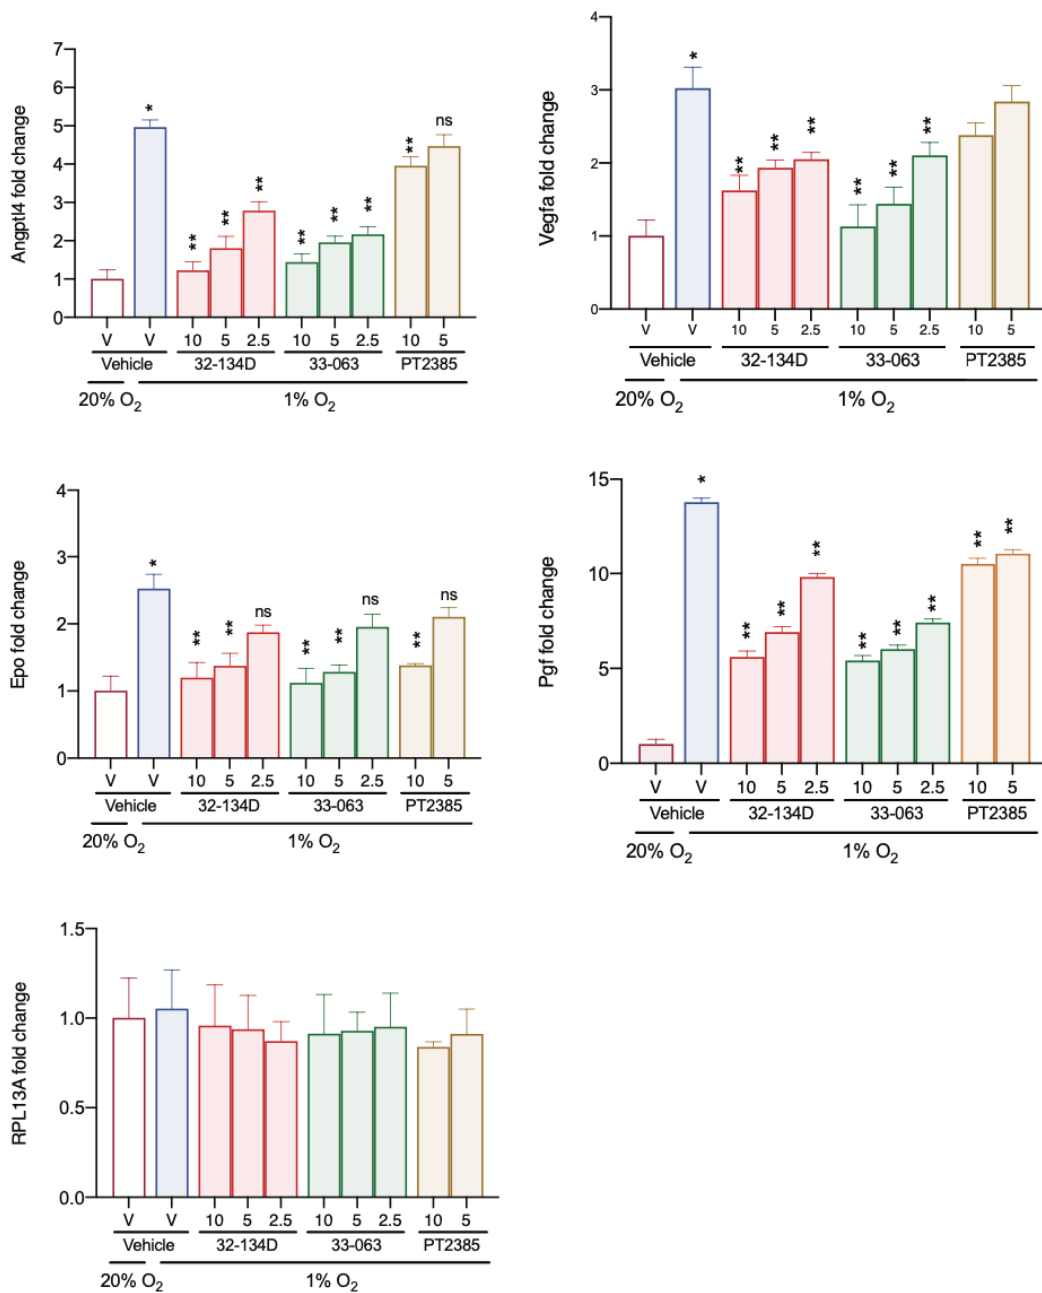 Angptl4 fold change
7
6
5
4
3
2
1
0
*
**
**
**
**
**
**
**
ns
V V 10 5 2.5 10 5 2.5 10 5
Vehicle 32-134D 33-063 PT2385
20% O2 1% O2
Vegfa fold change
4
3
2
1
0
*
**
**
**
**
**
**
V V 10 5 2.5 10 5 2.5 10 5
Vehicle 32-134D 33-063 PT2385
20% O2 1% O2
Epo fold change
4
3
2
1
0
*
**
**
ns
**
**
ns
**
ns
V V 10 5 2.5 10 5 2.5 10 5
Vehicle 32-134D 33-063 PT2385
20% O2 1% O2
Pgf fold change
15
10
5
0
*
**
**
**
**
**
**
**
**
V V 10 5 2.5 10 5 2.5 10 5
Vehicle 32-134D 33-063 PT2385
20% O2 1% O2
RPL13A fold change
1.5
1.0
0.5
0.0
V V 10 5 2.5 10 5 2.5 10 5
Vehicle 32-134D 33-063 PT2385
20% O2 1% O2